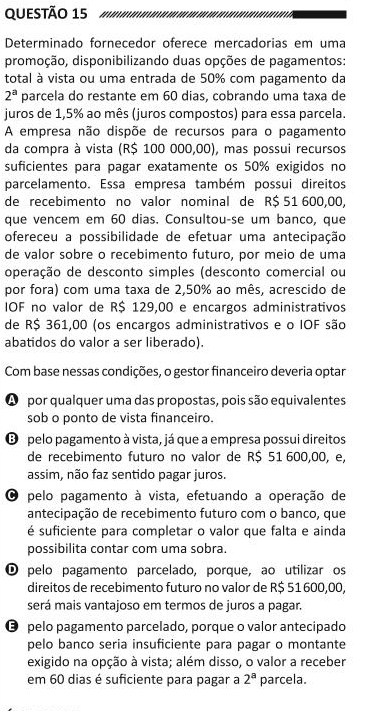 QUESTÃO 15
Determinado fornecedor oferece mercadorias em uma
promoção, disponibilizando duas opções de pagamentos:
total à vista ou uma entrada de 50% com pagamento da
2ª parcela do restante em 60 dias, cobrando uma taxa de
juros de 1,5% ao mês (juros compostos) para essa parcela.
A empresa não dispõe de recursos para o pagamento
da compra à vista (R$ 100 000,00), mas possui recursos
suficientes para pagar exatamente os 50% exigidos no
parcelamento. Essa empresa também possui direitos
de recebimento no valor nominal de R$ 51 600,00,
que vencem em 60 dias. Consultou-se um banco, que
ofereceu a possibilidade de efetuar uma antecipação
de valor sobre o recebimento futuro, por meio de uma
operação de desconto simples (desconto comercial ou
por fora) com uma taxa de 2,50% ao mês, acrescido de
IOF no valor de R$ 129,00 e encargos administrativos
de R$ 361,00 (os encargos administrativos e o IOF são
abatidos do valor a ser liberado).
Com base nessas condições, o gestor financeiro deveria optar
A por qualquer uma das propostas, pois são equivalentes
sob o ponto de vista financeiro.
B pelo pagamento à vista, já que a empresa possui direitos
de recebimento futuro no valor de R$ 51 600,00, e,
assim, não faz sentido pagar juros.
C pelo pagamento à vista, efetuando a operação de
antecipação de recebimento futuro com o banco, que
é suficiente para completar o valor que falta e ainda
possibilita contar com uma sobra.
D pelo pagamento parcelado, porque, ao utilizar os
direitos de recebimento futuro no valor de R$ 51600,00,
será mais vantajoso em termos de juros a pagar.
E pelo pagamento parcelado, porque o valor antecipado
pelo banco seria insuficiente para pagar o montante
exigido na opção à vista; além disso, o valor a receber
em 60 dias é suficiente para pagar a 2ª parcela.